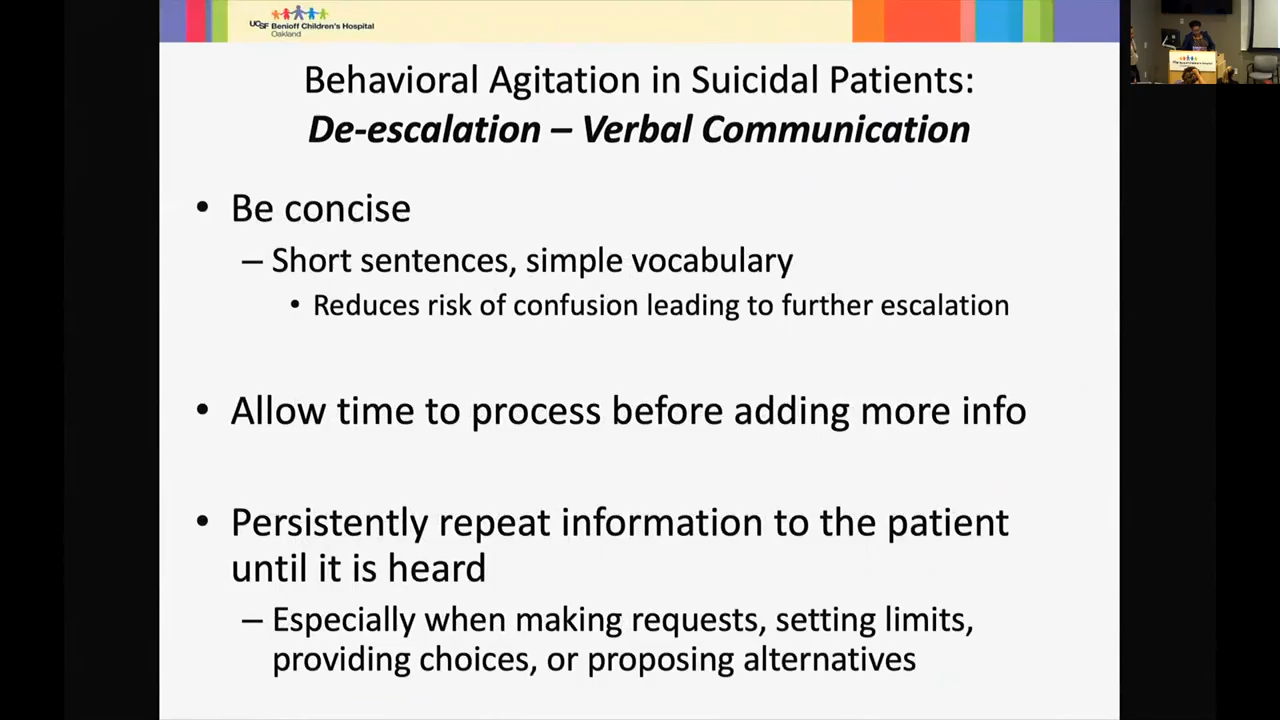 UCSF Benioff Children's Hospital
Oakland
Behavioral Agitation in Suicidal Patients:
De-escalation – Verbal Communication
• Be concise
– Short sentences, simple vocabulary
• Reduces risk of confusion leading to further escalation
• Allow time to process before adding more info
• Persistently repeat information to the patient
until it is heard
– Especially when making requests, setting limits,
providing choices, or proposing alternatives